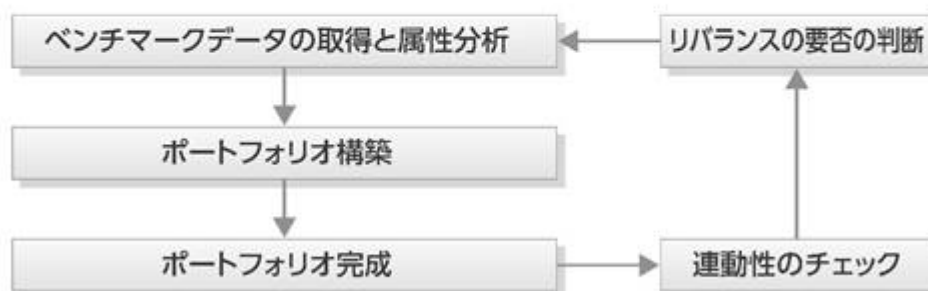 ベンチマークデータの取得と属性分析
リバランスの要否の判断
ポートフォリオ構築
ポートフォリオ完成
連動性のチェック